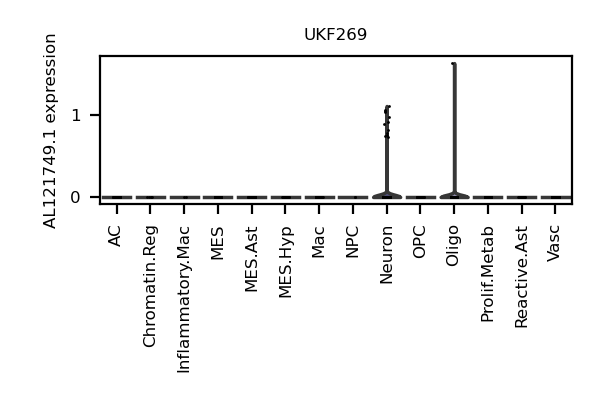 UKF269
AL121749.1 expression
1
0
AC
Chromatin.Reg
Inflammatory.Mac
MES
MES.Ast
MES.Hyp
Mac
NPC
Neuron
OPC
Oligo
Prolif.Metab
Reactive.Ast
Vasc